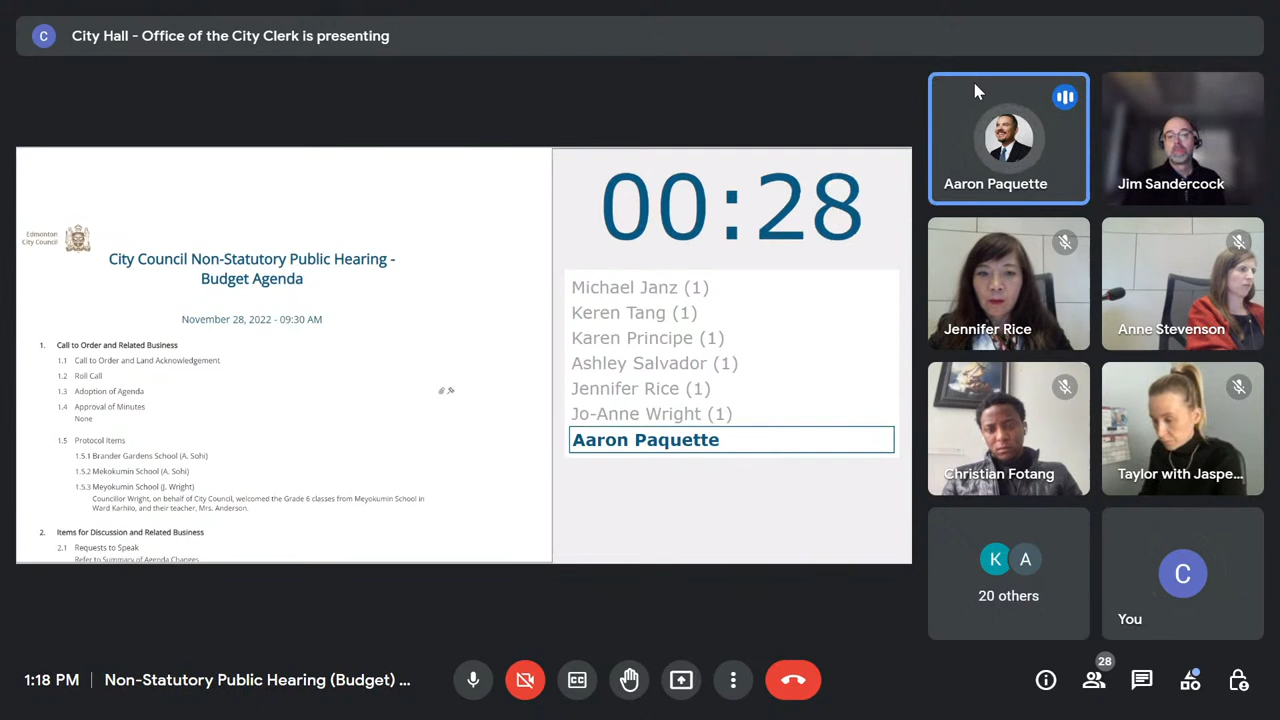 C
City Hall - Office of the City Clerk is presenting
Edmonton
City Council
City Council Non-Statutory Public Hearing -
Budget Agenda
November 28, 2022 - 09:30 AM
1. Call to Order and Related Business
1.1 Call to Order and Land Acknowledgement
1.2 Roll Call
1.3 Adoption of Agenda
1.4 Approval of Minutes
None
1.5 Protocol Items
1.5.1 Brander Gardens School (A. Sohi)
1.5.2 Mekokumin School (A. Sohi)
1.5.3 Meyokumin School (J. Wright)
Councillor Wright, on behalf of City Council, welcomed the Grade 6 classes from Meyokumin School in
Ward Karhiio, and their teacher, Mrs. Anderson.
2. Items for Discussion and Related Business
2.1 Requests to Speak
Refer to Summary of Agenda Changes
00:28
Michael Janz (1)
Keren Tang (1)
Karen Principe (1)
Ashley Salvador (1)
Jennifer Rice (1)
Jo-Anne Wright (1)
Aaron Paquette
Aaron Paquette
Jim Sandercock
Jennifer Rice
Anne Stevenson
Christian Fotang
Taylor with Jaspe...
K A
20 others
C
You
1:18 PM | Non-Statutory Public Hearing (Budget) ...
CC
28